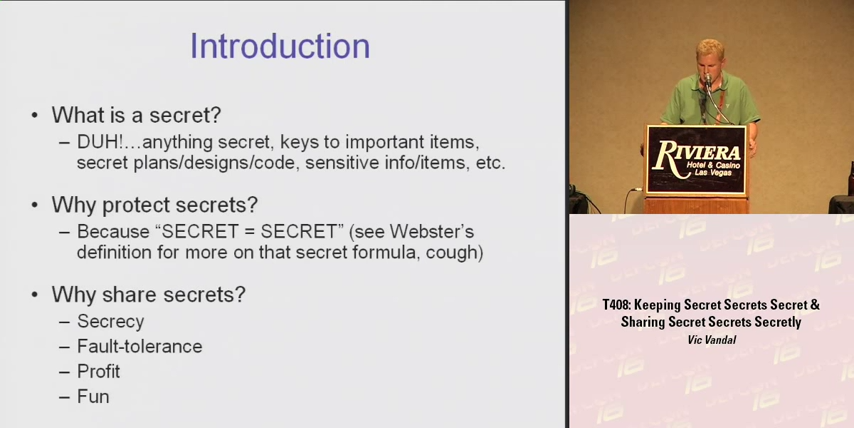 Introduction
• What is a secret?
– DUH!…anything secret, keys to important items,
secret plans/designs/code, sensitive info/items, etc.
• Why protect secrets?
– Because “SECRET = SECRET” (see Webster’s
definition for more on that secret formula, cough)
• Why share secrets?
– Secrecy
– Fault-tolerance
– Profit
– Fun
RIVIERA
Hotel & Casino
Las Vegas
T408: Keeping Secret Secrets Secret &
Sharing Secret Secrets Secretly
Vic Vandal